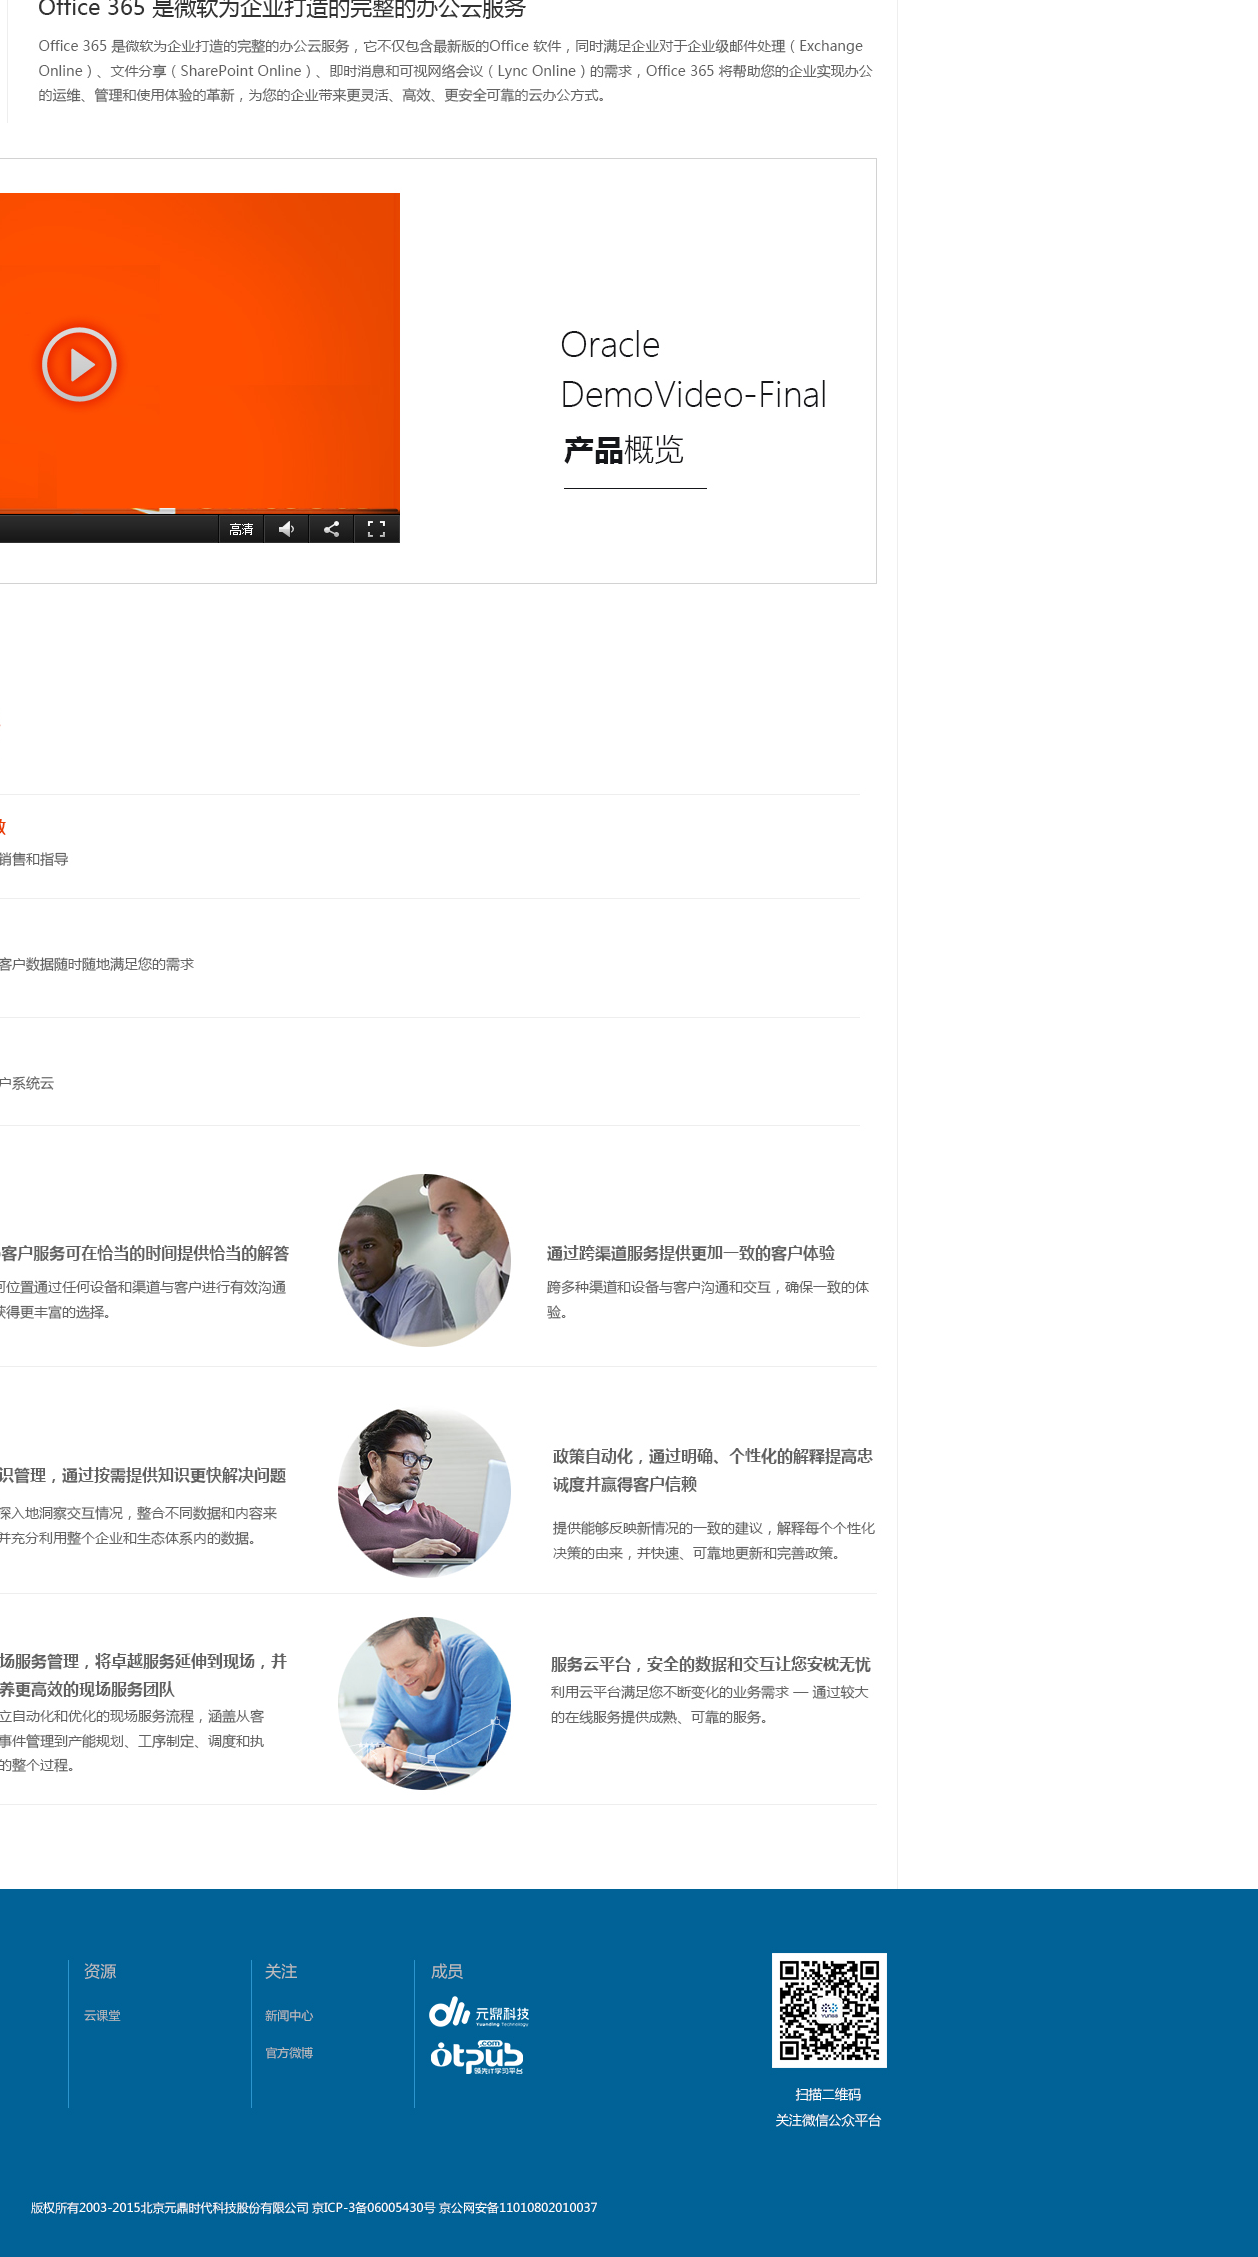 Office 365 是微软为企业打造的完整的办公云服务
Office 365 是微软为企业打造的完整的办公云服务，它不仅包含最新版的Office 软件，同时满足企业对于企业级邮件处理（Exchange
Online）、文件分享（SharePoint Online）、即时消息和可视网络会议（Lync Online）的需求，Office 365 将帮助您的企业实现办公
的运维、管理和使用体验的革新，为您的企业带来更灵活、高效、更安全可靠的云办公方式。
Oracle
DemoVideo-Final
产品概览
高清
销售和指导
客户数据随时随地满足您的需求
户系统云
客户服务可在恰当的时间提供恰当的解答
何位置通过任何设备和渠道与客户进行有效沟通
获得更丰富的选择。
通过跨渠道服务提供更加一致的客户体验
跨多种渠道和设备与客户沟通和交互，确保一致的体
验。
识管理，通过按需提供知识更快解决问题
深入地洞察交互情况，整合不同数据和内容来
并充分利用整个企业和生态体系内的数据。
政策自动化，通过明确、个性化的解释提高忠
诚度并赢得客户信赖
提供能够反映新情况的一致的建议，解释每个个性化
决策的由来，并快速、可靠地更新和完善政策。
场服务管理，将卓越服务延伸到现场，并
养更高效的现场服务团队
立自动化和优化的现场服务流程，涵盖从客
事件管理到产能规划、工序制定、调度和执
的整个过程。
服务云平台，安全的数据和交互让您安枕无忧
利用云平台满足您不断变化的业务需求 — 通过较大
的在线服务提供成熟、可靠的服务。
资源
云课堂
关注
新闻中心
官方微博
成员
元鼎科技
Yuanding Technology
otpub.com
领先IT学习平台
扫描二维码
关注微信公众平台
版权所有2003-2015北京元鼎时代科技股份有限公司 京ICP-3备06005430号 京公网安备11010802010037